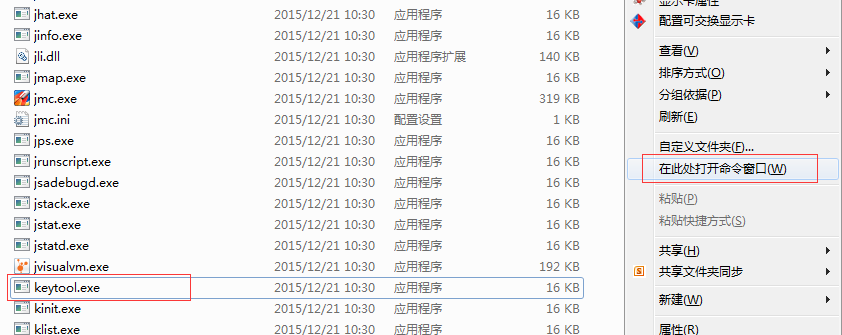 jhat.exe 2015/12/21 10:30 应用程序 16 KB
jinfo.exe 2015/12/21 10:30 应用程序 16 KB
jli.dll 2015/12/21 10:30 应用程序扩展 140 KB
jmap.exe 2015/12/21 10:30 应用程序 16 KB
jmc.exe 2015/12/21 10:30 应用程序 319 KB
jmc.ini 2015/12/21 10:30 配置设置 1 KB
jps.exe 2015/12/21 10:30 应用程序 16 KB
jrunscript.exe 2015/12/21 10:30 应用程序 16 KB
jsadebugd.exe 2015/12/21 10:30 应用程序 16 KB
jstack.exe 2015/12/21 10:30 应用程序 16 KB
jstat.exe 2015/12/21 10:30 应用程序 16 KB
jstatd.exe 2015/12/21 10:30 应用程序 16 KB
jvisualvm.exe 2015/12/21 10:30 应用程序 192 KB
keytool.exe 2015/12/21 10:30 应用程序 16 KB
kinit.exe 2015/12/21 10:30 应用程序 16 KB
klist.exe 2015/12/21 10:30 应用程序 16 KB
显示卡属性
配置可交换显示卡
查看(V)
排序方式(O)
分组依据(P)
刷新(E)
自定义文件夹(F)...
在此处打开命令窗口(W)
粘贴(P)
粘贴快捷方式(S)
共享(H)
共享文件夹同步
新建(W)
属性(R)